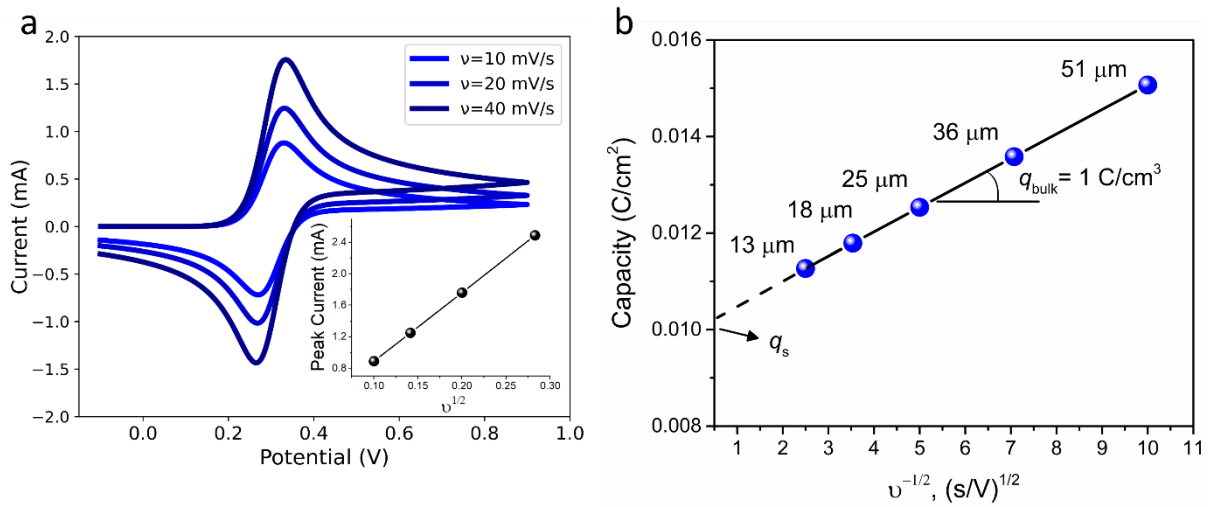 a
2.0
1.5
1.0
0.5
0.0
−0.5
−1.0
−1.5
−2.0
Current (mA)
0.0
0.2
0.4
0.6
0.8
1.0
Potential (V)
ν=10 mV/s
ν=20 mV/s
ν=40 mV/s
2.4
2.0
1.6
1.2
0.8
Peak Current (mA)
0.10
0.15
0.20
0.25
0.30
υ1/2
b
0.016
0.014
0.012
0.010
0.008
Capacity (C/cm2)
1
2
3
4
5
6
7
8
9
10
11
υ−1/2, (s/V)1/2
13 μm
18 μm
25 μm
36 μm
51 μm
qbulk= 1 C/cm3
qs